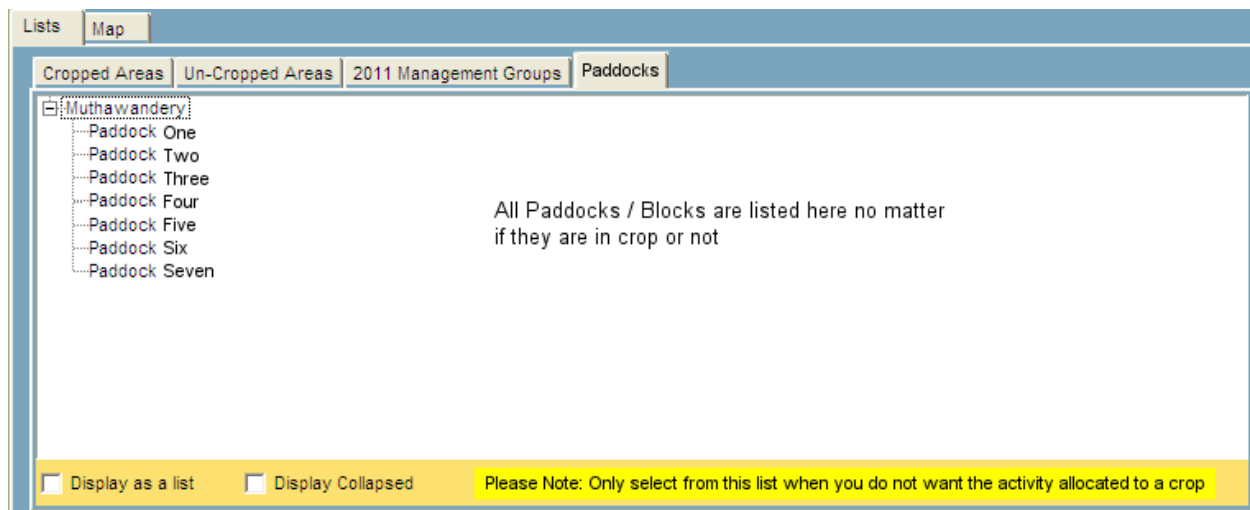 Lists Map
Cropped Areas Un-Cropped Areas 2011 Management Groups Paddocks
Muthawandery
Paddock One
Paddock Two
Paddock Three
Paddock Four
Paddock Five
Paddock Six
Paddock Seven
All Paddocks / Blocks are listed here no matter
if they are in crop or not
Display as a list Display Collapsed Please Note: Only select from this list when you do not want the activity allocated to a crop